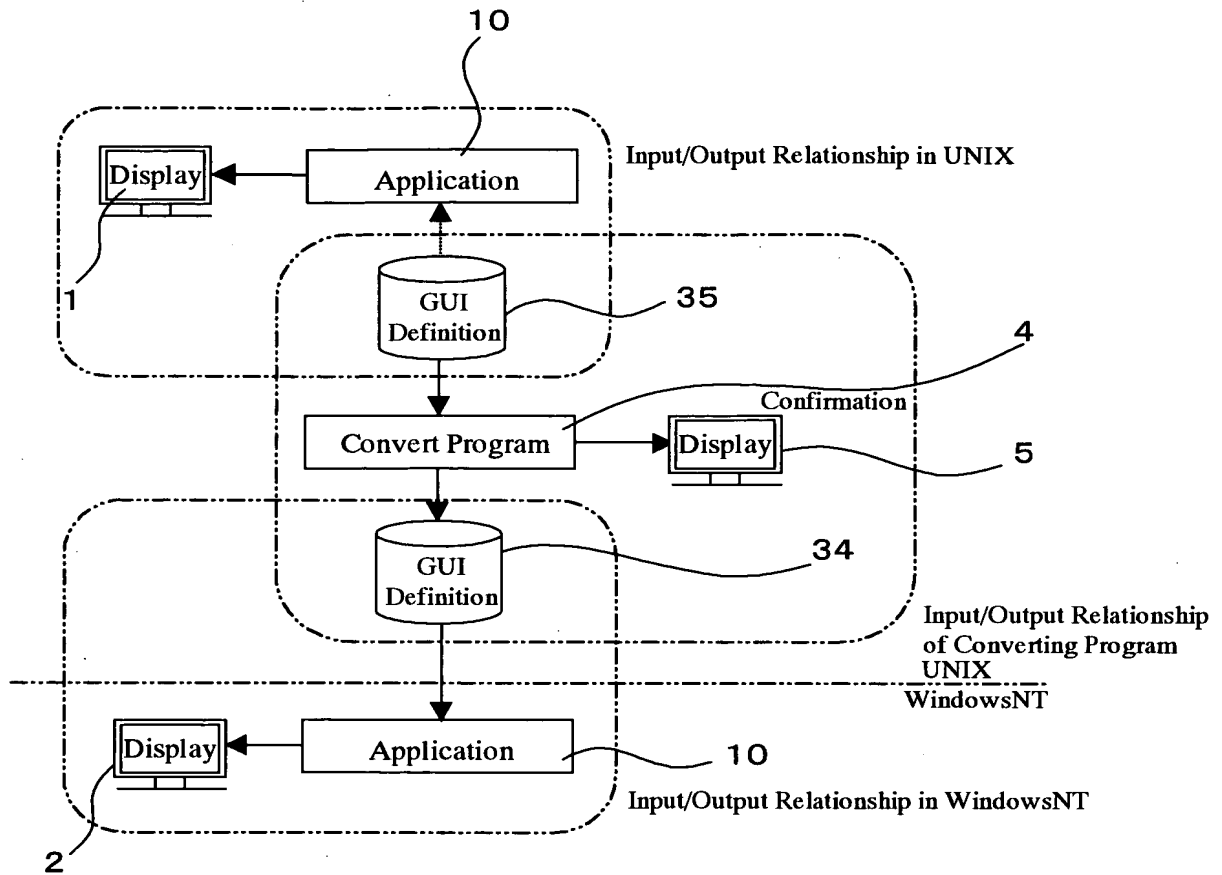 10
Display
Application
Input/Output Relationship in UNIX
1
GUI
Definition
35
4
Confirmation
Convert Program
Display
5
GUI
Definition
34
Input/Output Relationship
of Converting Program
UNIX
WindowsNT
Display
Application
10
Input/Output Relationship in WindowsNT
2